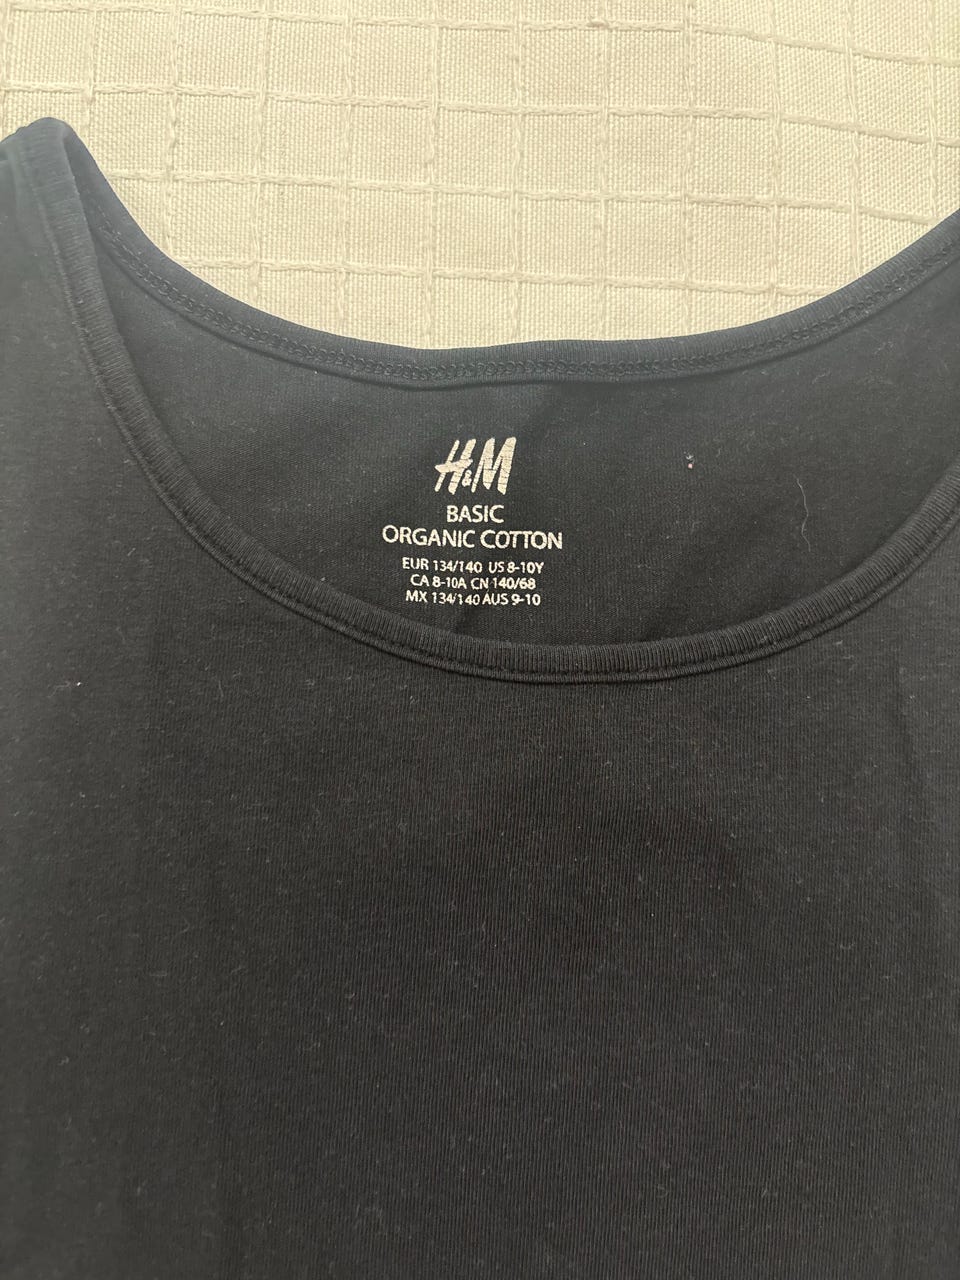 H&M
BASIC
ORGANIC COTTON
EUR 134/140 US 8-10Y
CA 8-10A CN 140/68
MX 134/140 AUS 9-10